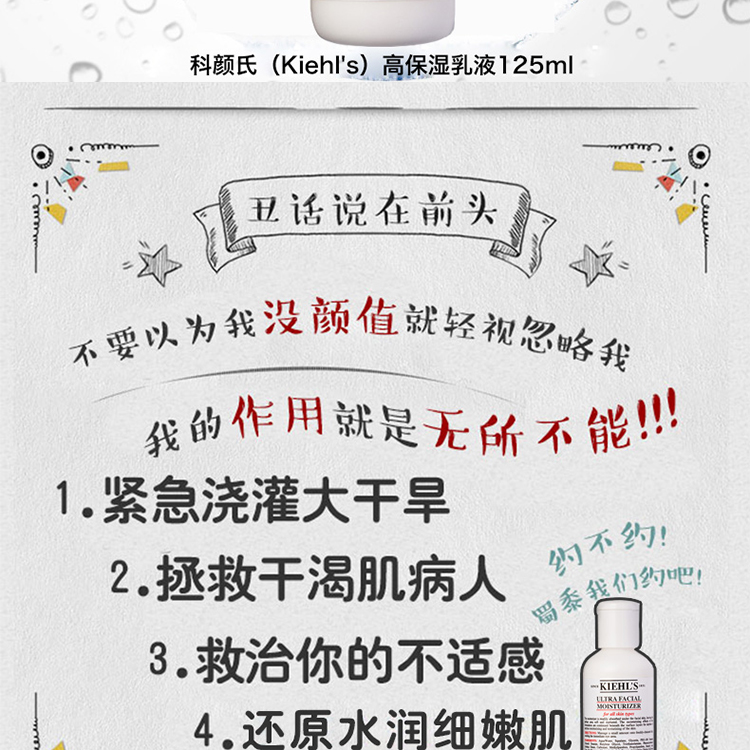 科颜氏（Kiehl's）高保湿乳液125ml
丑话说在前头
不要以为我没颜值就轻视忽略我
我的作用就是无所不能!!!
1.紧急浇灌大干旱
2.拯救干渴肌病人
约不约!
蜀黍我们约吧!
3.救治你的不适感
4.还原水润细嫩肌
KIEHL'S
ULTRA FACIAL
MOISTURIZER
for all skin types